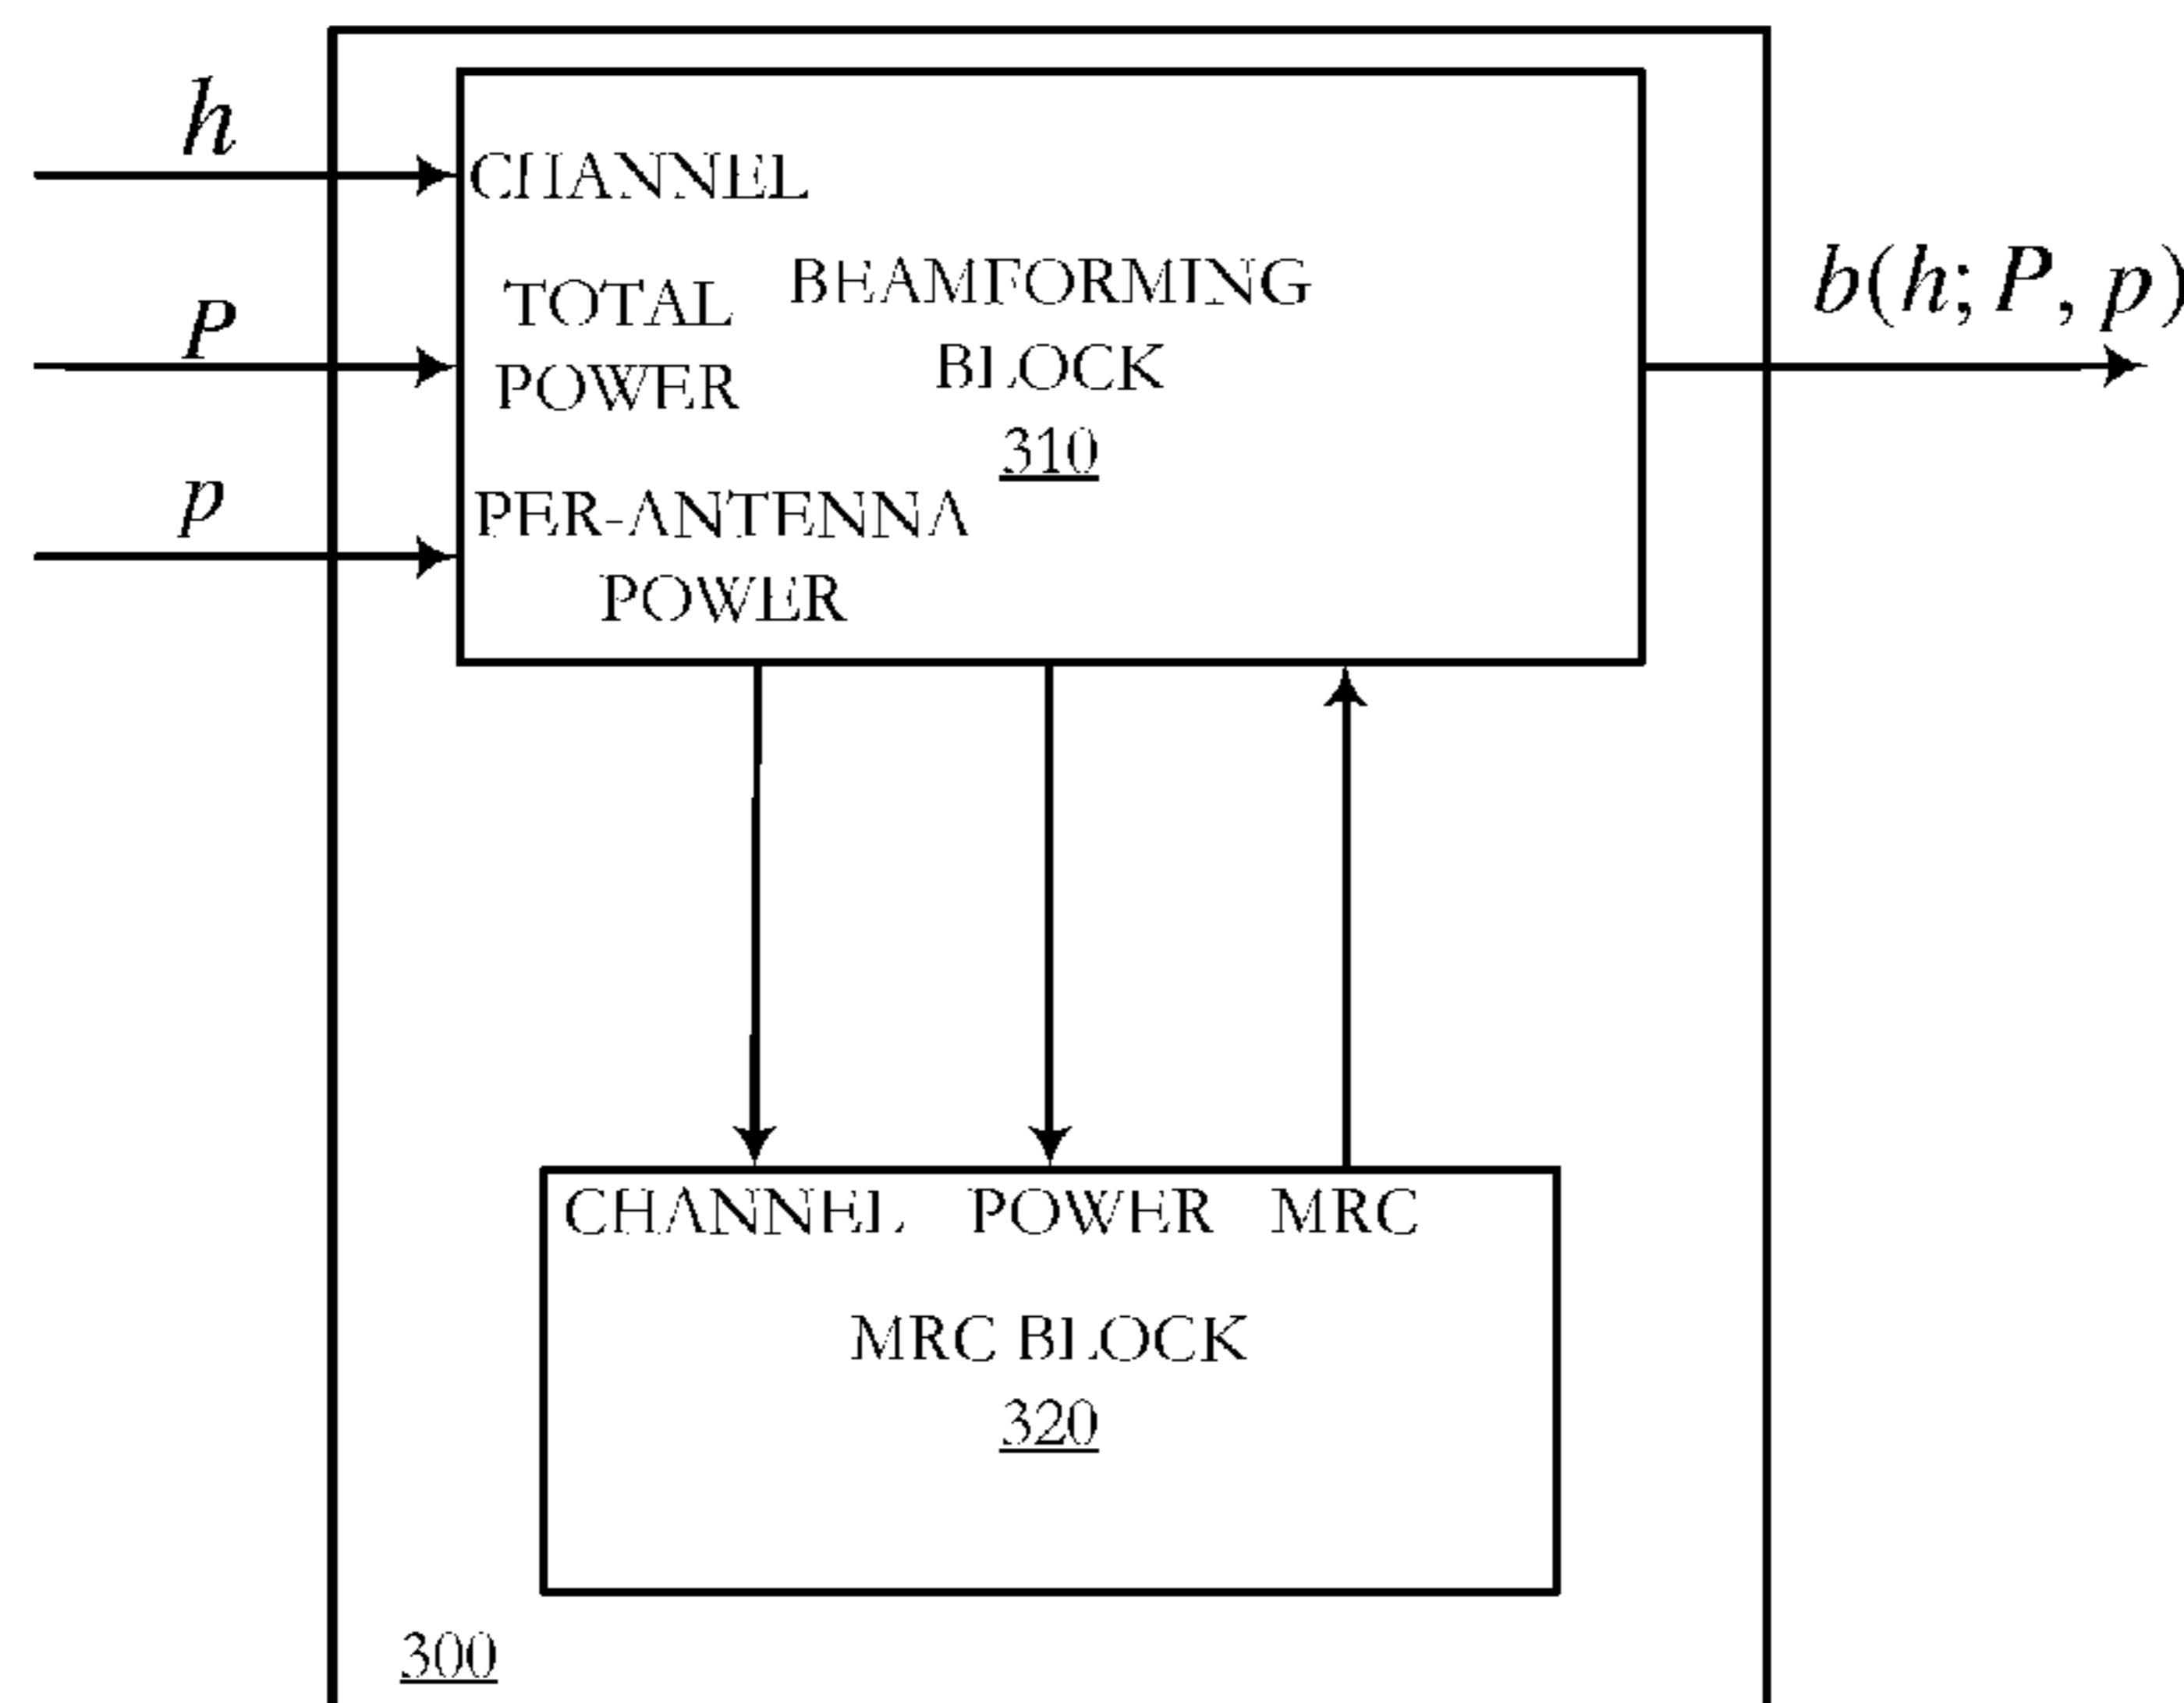 h
CHANNEL
P
TOTAL
POWER
BEAMFORMING
BLOCK
310
b(h; P, p)
p
PER-ANTENNA
POWER
CHANNEL POWER MRC
MRC BLOCK
320
300